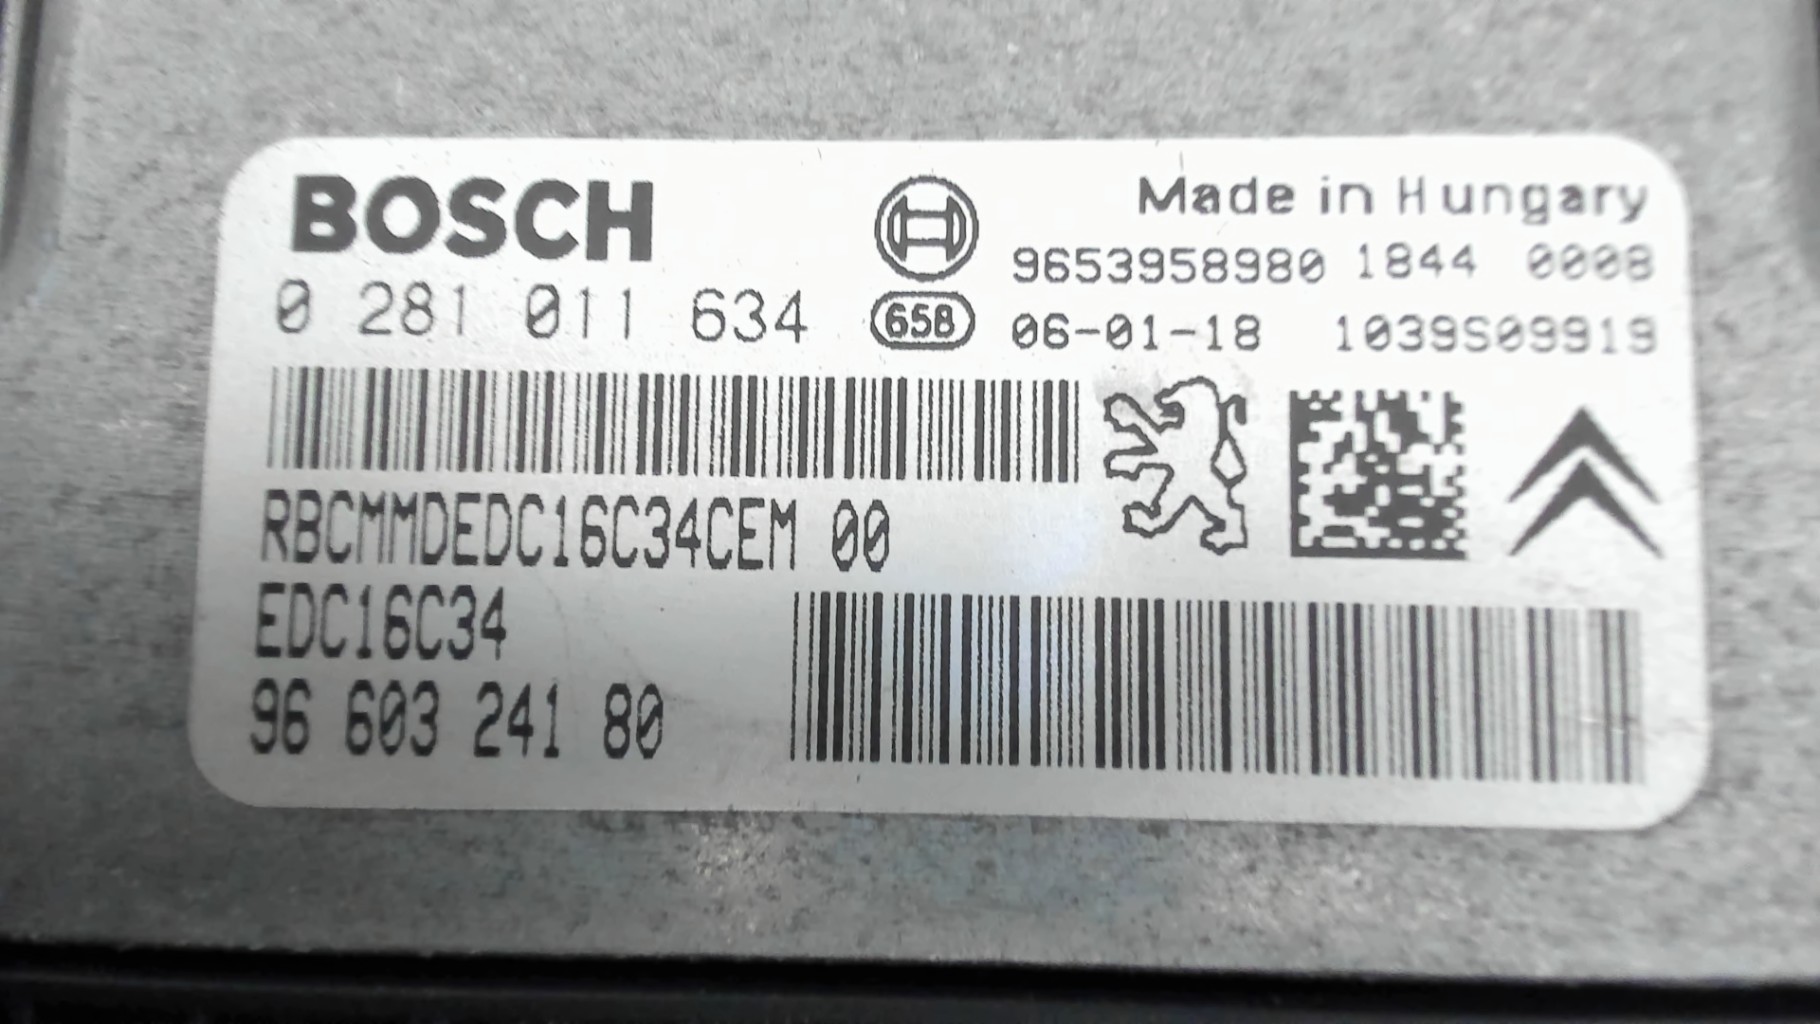 BOSCH
Made in Hungary
9653958980 1844 0008
0 281 011 634
658
06-01-18 1039S09919
RBCMMDEDC16C34CEM 00
EDC16C34
96 603 241 80